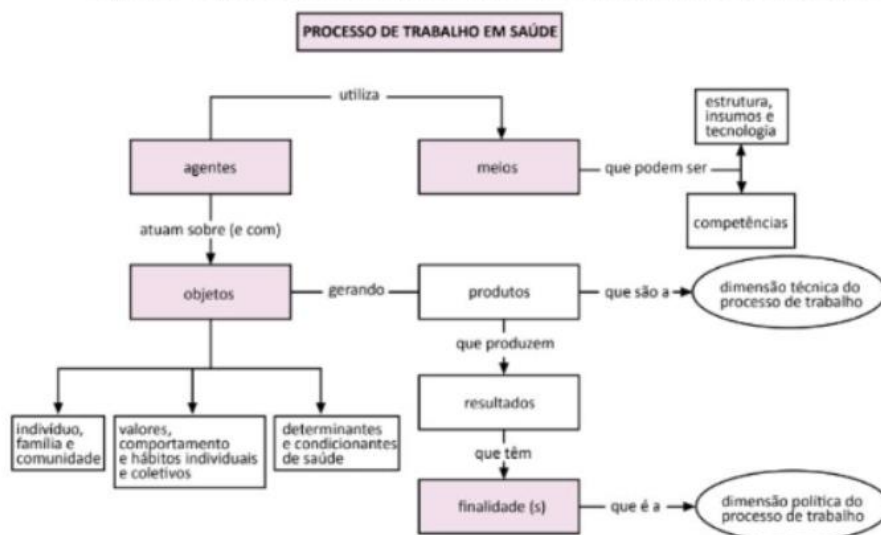 PROCESSO DE TRABALHO EM SAÚDE
utiliza
agentes
meios
que podem ser
estrutura,
insumos e
tecnologia
competências
atuam sobre (e com)
objetos
gerando
produtos
que são a
dimensão técnica do
processo de trabalho
que produzem
resultados
indivíduo,
família e
comunidade
valores,
comportamento
e hábitos individuais
e coletivos
determinantes
e condicionantes
de saúde
que têm
finalidade (s)
que é a
dimensão política do
processo de trabalho